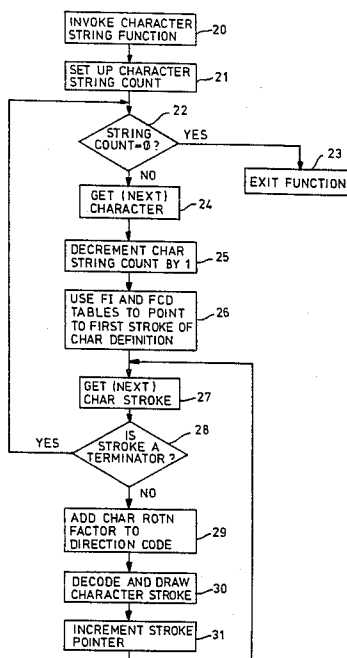 INVOKE CHARACTER
STRING FUNCTION
20
SET UP CHARACTER
STRING COUNT
21
22
STRING
COUNT=Ø?
YES
NO
23
EXIT FUNCTION
GET (NEXT)
CHARACTER
24
DECREMENT CHAR
STRING COUNT BY 1
25
USE FI AND FCD
TABLES TO POINT
TO FIRST STROKE OF
CHAR DEFINITION
26
GET (NEXT)
CHAR STROKE
27
28
YES
IS
STROKE A
TERMINATOR?
NO
ADD CHAR ROTN
FACTOR TO
DIRECTION CODE
29
DECODE AND DRAW
CHARACTER STROKE
30
INCREMENT STROKE
POINTER
31